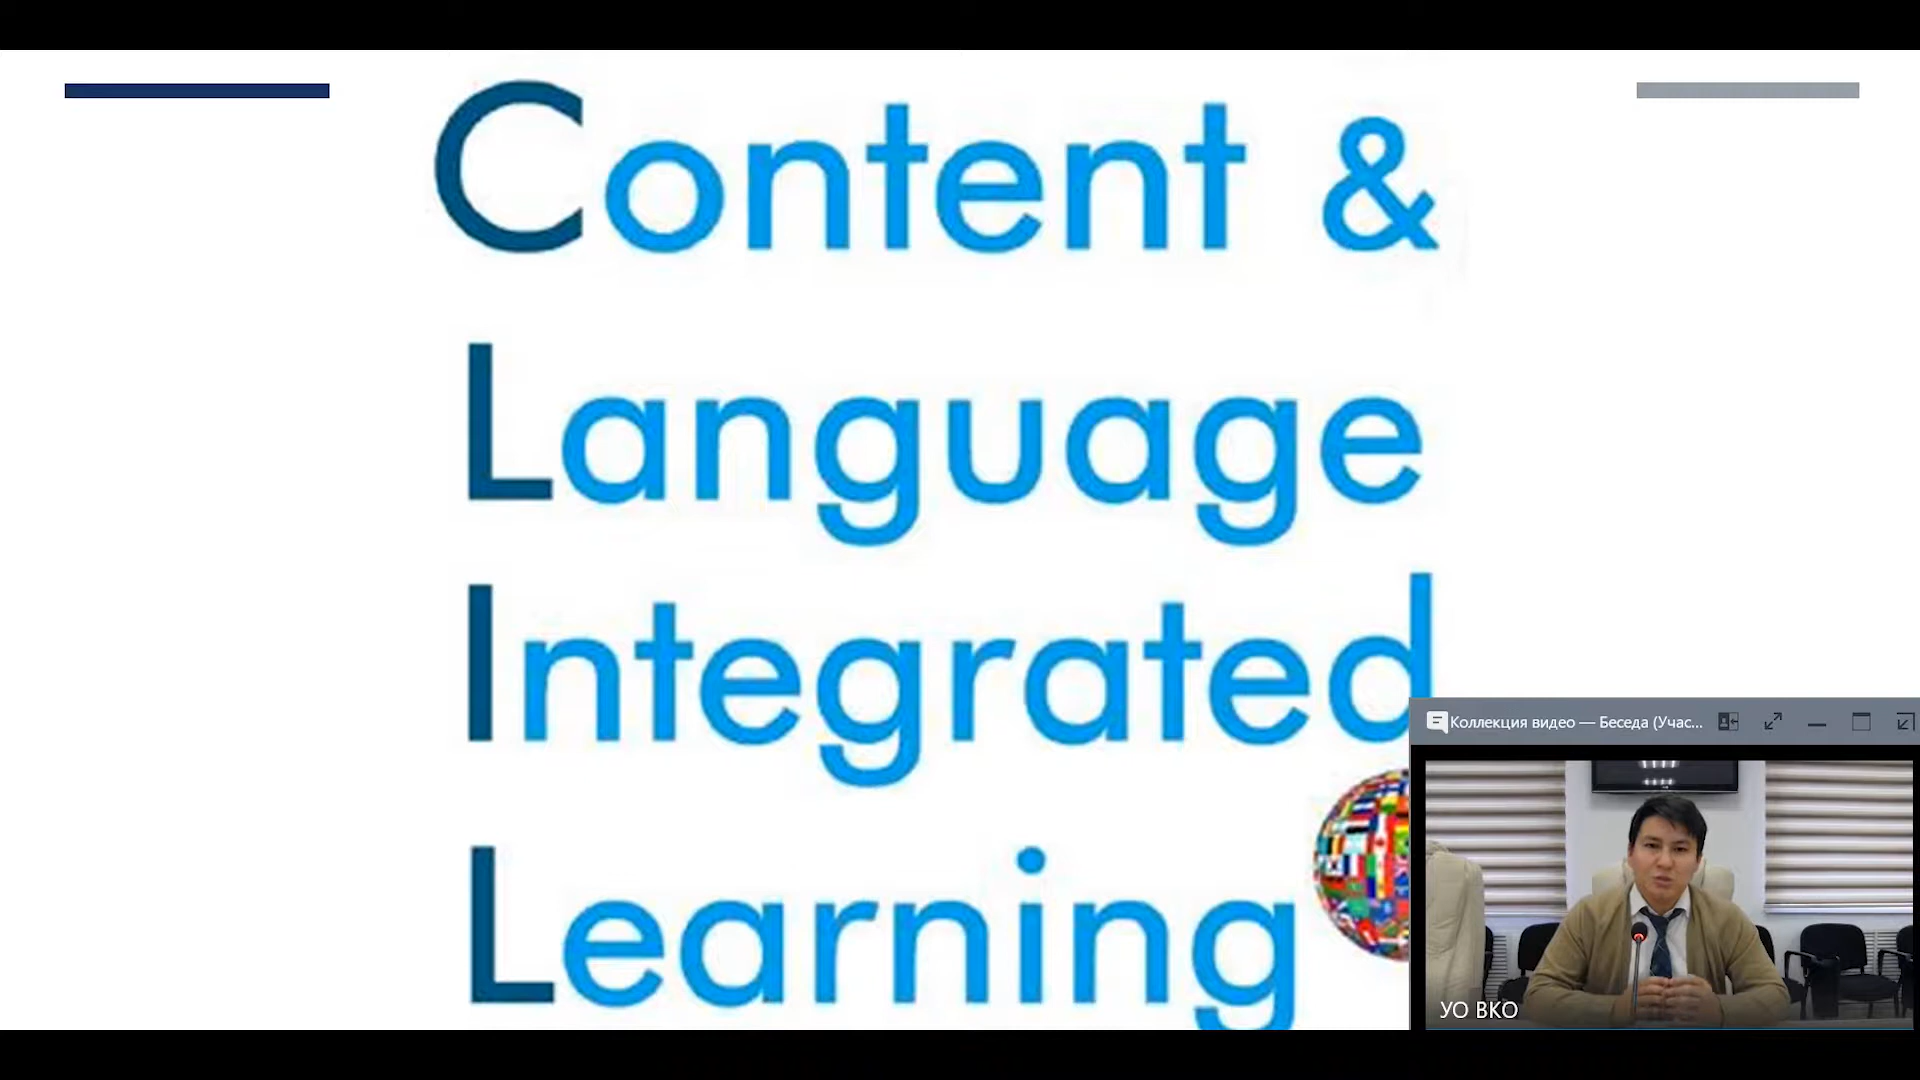 Content &
Language
Integrated
Learning
Коллекция видео — Беседа (Учас...
УО ВКО